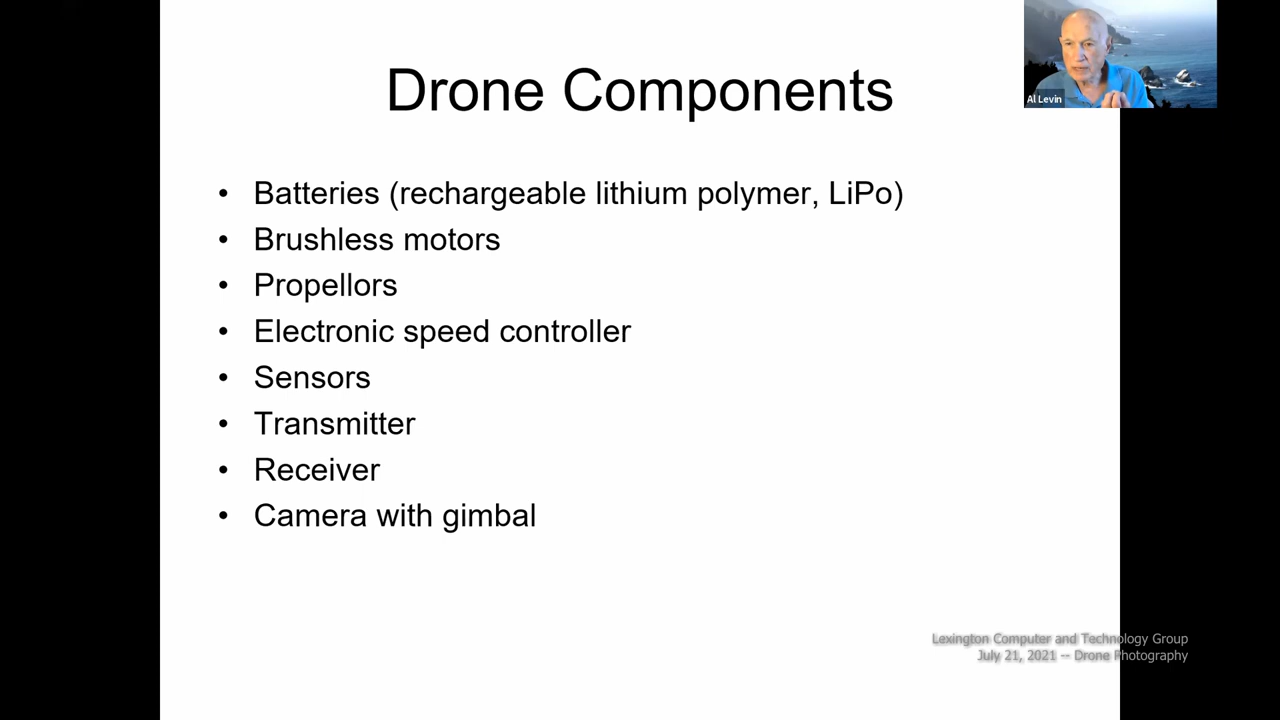 Drone Components
Al Levin
• Batteries (rechargeable lithium polymer, LiPo)
• Brushless motors
• Propellors
• Electronic speed controller
• Sensors
• Transmitter
• Receiver
• Camera with gimbal
Lexington Computer and Technology Group
July 21, 2021 -- Drone Photography